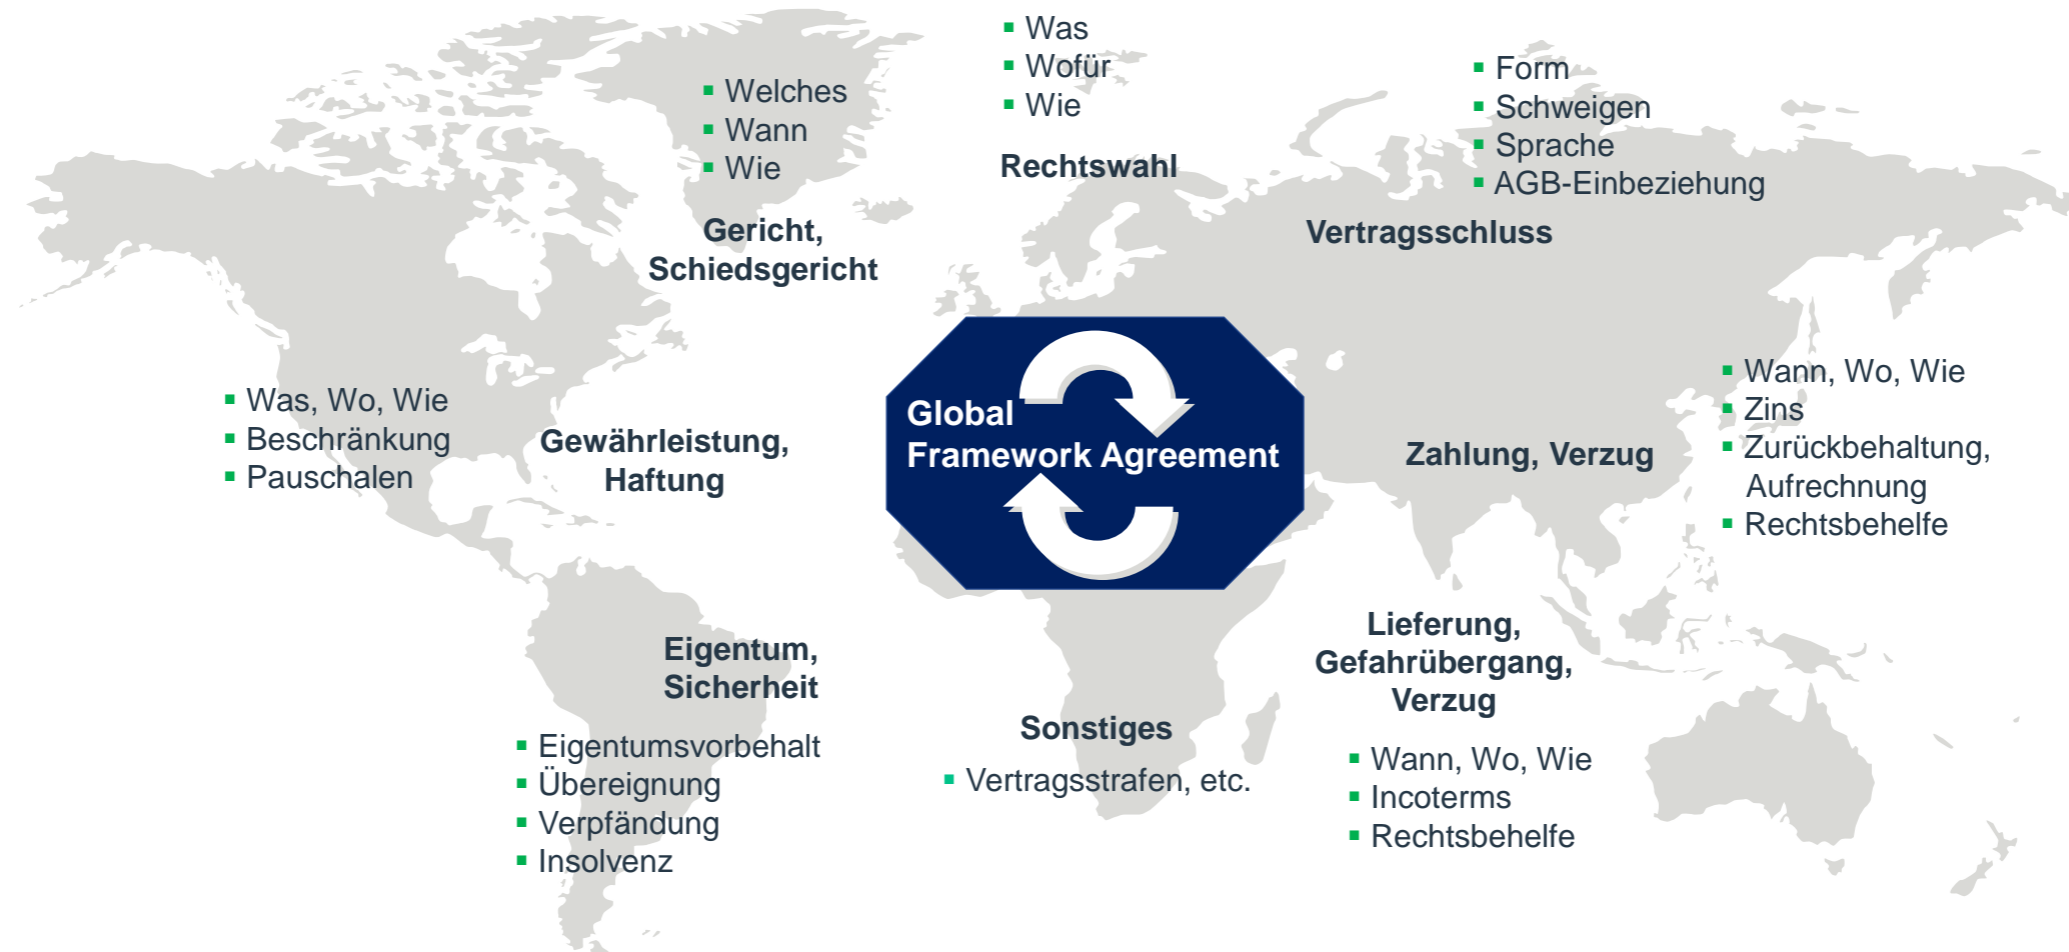 Was
Wofür
Wie
Rechtswahl
Form
Schweigen
Sprache
AGB-Einbeziehung
Vertragsschluss
Welches
Wann
Wie
Gericht,
Schiedsgericht
Global
Framework Agreement
Wann, Wo, Wie
Zins
Zurückbehaltung,
Aufrechnung
Rechtsbehelfe
Zahlung, Verzug
Was, Wo, Wie
Beschränkung
Pauschalen
Gewährleistung,
Haftung
Lieferung,
Gefahrübergang,
Verzug
Wann, Wo, Wie
Incoterms
Rechtsbehelfe
Eigentum,
Sicherheit
Eigentumsvorbehalt
Übereignung
Verpfändung
Insolvenz
Sonstiges
Vertragsstrafen, etc.